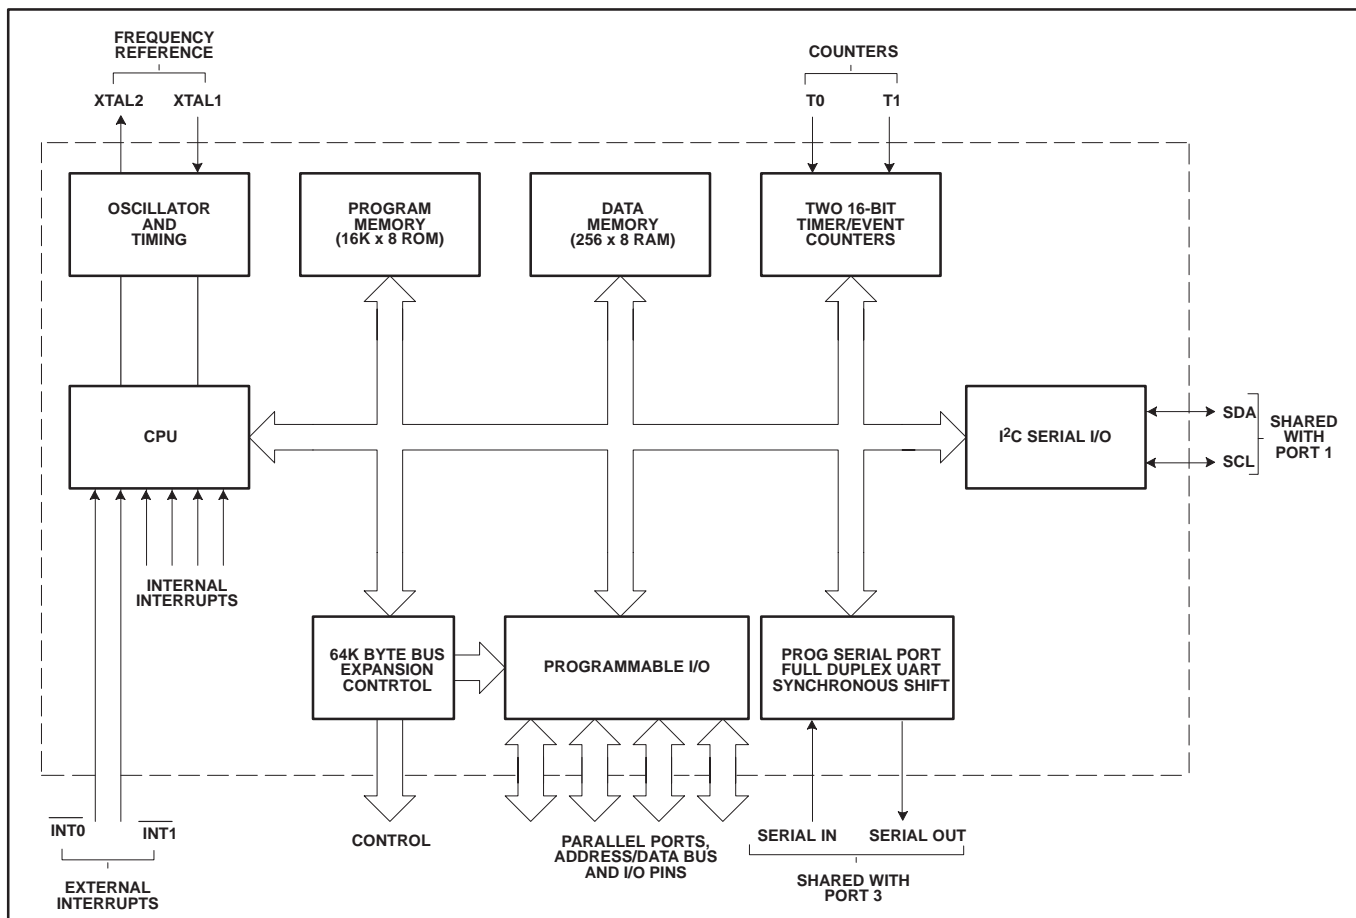 FREQUENCY
REFERENCE
COUNTERS
XTAL2
XTAL1
T0
T1
OSCILLATOR
AND
TIMING
PROGRAM
MEMORY
(16K x 8 ROM)
DATA
MEMORY
(256 x 8 RAM)
TWO 16-BIT
TIMER/EVENT
COUNTERS
CPU
I²C SERIAL I/O
SDA
SCL
SHARED
WITH
PORT 1
INTERNAL
INTERRUPTS
64K BYTE BUS
EXPANSION
CONTRTOL
PROGRAMMABLE I/O
PROG SERIAL PORT
FULL DUPLEX UART
SYNCHRONOUS SHIFT
INT0
INT1
EXTERNAL
INTERRUPTS
CONTROL
PARALLEL PORTS,
ADDRESS/DATA BUS
AND I/O PINS
SERIAL IN
SERIAL OUT
SHARED WITH
PORT 3